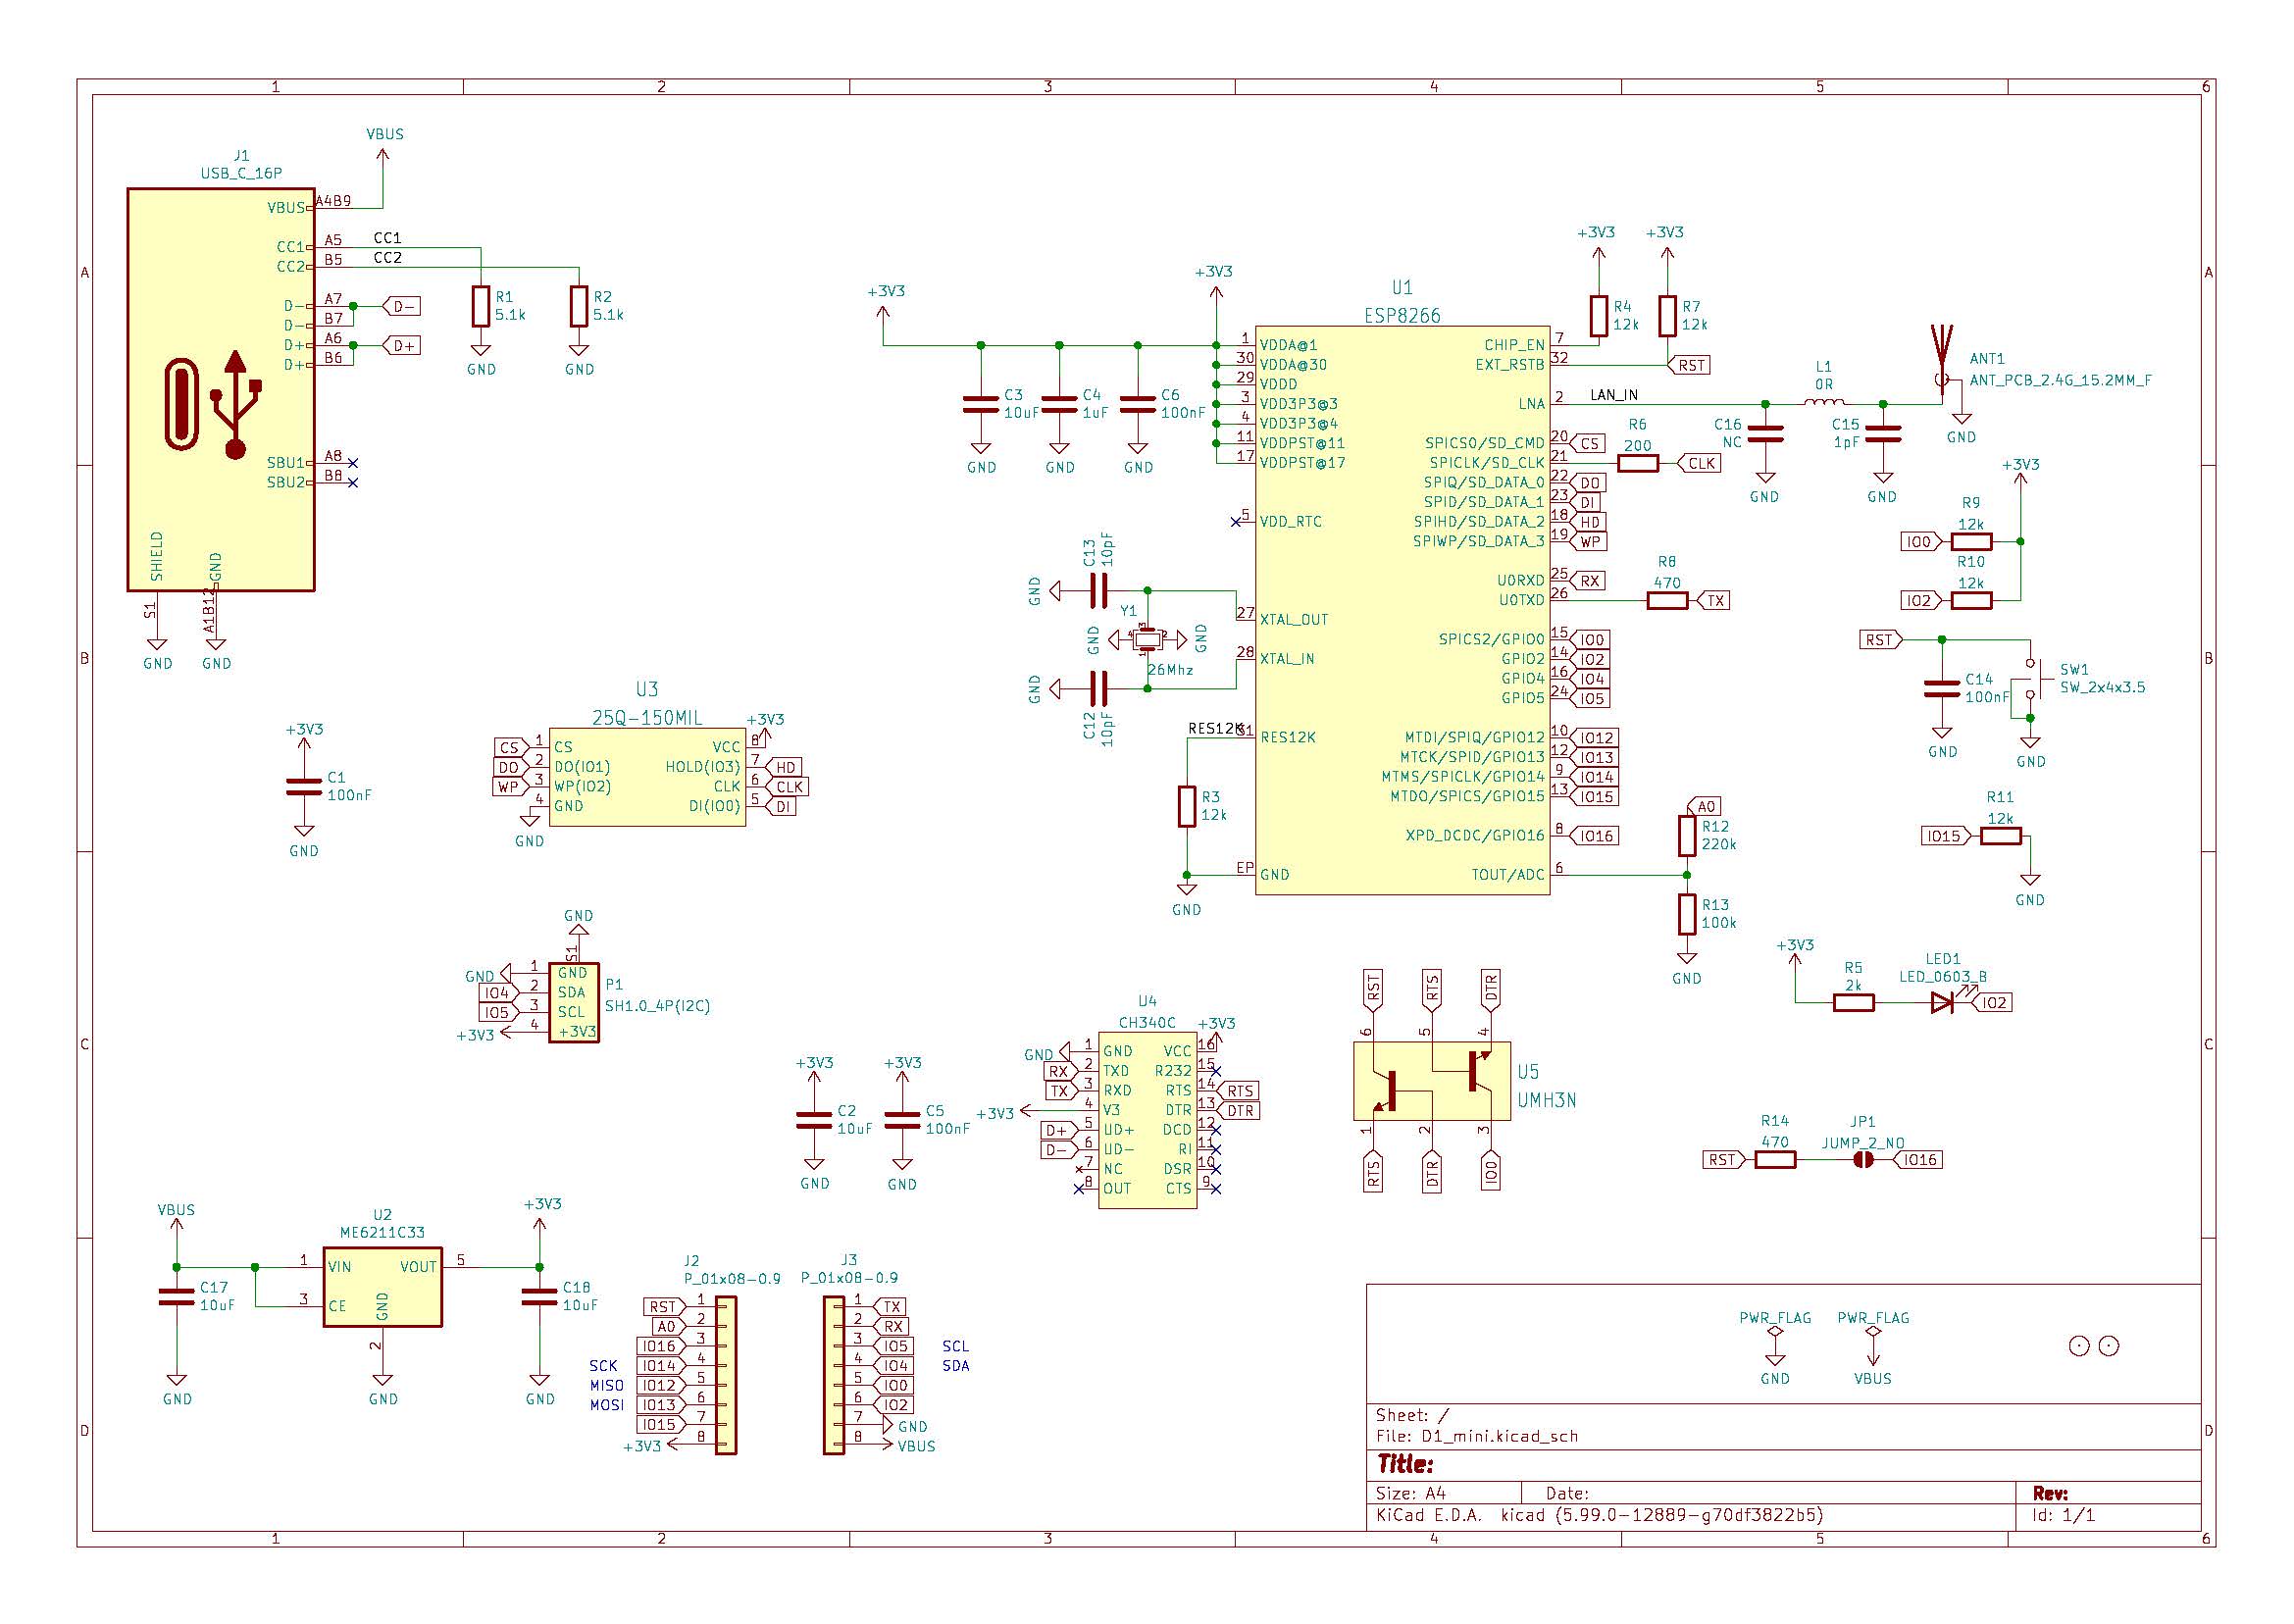 1 2 3 4 5 6
A
B
C
D
VBUS
J1
USB_C_16P
VBUS A4B9
CC1 A5 CC1
CC2 B5 CC2
D- A7 D-
D- B7
D+ A6 D+
D+ B6
SBU1 A8
SBU2 B8
SHIELD GND
S1 A1B12
GND GND
R1
5.1k
GND
R2
5.1k
GND
+3V3
C1
100nF
GND
U3
25Q-150MIL
+3V3
CS 1 CS VCC 8
DO 2 DO(IO1) HOLD(IO3) 7 HD
WP 3 WP(IO2) CLK 6 CLK
4 GND DI(IO0) 5 DI
GND
GND
S1
GND 1 GND
IO4 2 SDA
IO5 3 SCL
+3V3 4 +3V3
P1
SH1.0_4P(I2C)
+3V3
C2
10uF
GND
+3V3
C5
100nF
GND
VBUS
C17
10uF
GND
U2
ME6211C33
1 VIN VOUT 5
3 CE GND
2
GND
+3V3
C18
10uF
GND
J2
P_01x08-0.9
RST 1
A0 2
IO16 3
SCK IO14 4
MISO IO12 5
MOSI IO13 6
IO15 7
+3V3 8
J3
P_01x08-0.9
1 TX
2 RX
3 IO5 SCL
4 IO4 SDA
5 IO0
6 IO2
7 GND
8 VBUS
+3V3
+3V3
C3
10uF
GND
C4
1uF
GND
C6
100nF
GND
U1
ESP8266
1 VDDA@1
30 VDDA@30
29 VDDD
3 VDD3P3@3
4 VDD3P3@4
11 VDDPST@11
17 VDDPST@17
5 VDD_RTC
27 XTAL_OUT
28 XTAL_IN
RES12K 31 RES12K
EP GND
CHIP_EN 7
EXT_RSTB 32 RST
LNA 2 LAN_IN
SPICS0/SD_CMD 20 CS
SPICLK/SD_CLK 21
SPIQ/SD_DATA_0 22 DO
SPID/SD_DATA_1 23 DI
SPIHD/SD_DATA_2 18 HD
SPIWP/SD_DATA_3 19 WP
U0RXD 25 RX
U0TXD 26
SPICS2/GPIO0 15 IO0
GPIO2 14 IO2
GPIO4 16 IO4
GPIO5 24 IO5
MTDI/SPIQ/GPIO12 10 IO12
MTCK/SPID/GPIO13 12 IO13
MTMS/SPICLK/GPIO14 9 IO14
MTDO/SPICS/GPIO15 13 IO15
XPD_DCDC/GPIO16 8 IO16
TOUT/ADC 6
C13
10pF
GND
Y1
GND 4 3 2 1 GND
26Mhz
GND
C12
10pF
R3
12k
GND
+3V3
R4
12k
+3V3
R7
12k
R6
200
CLK
R8
470
TX
C16
NC
GND
L1
0R
C15
1pF
GND
ANT1
ANT_PCB_2.4G_15.2MM_F
GND
+3V3
R9
12k
IO0
R10
12k
IO2
RST
C14
100nF
GND
SW1
SW_2x4x3.5
GND
R11
12k
IO15
GND
A0
R12
220k
R13
100k
GND
+3V3
R5
2k
LED1
LED_0603_B
IO2
U4
CH340C
+3V3
GND 1 GND VCC 16
RX 2 TXD R232 15
TX 3 RXD RTS 14 RTS
+3V3 4 V3 DTR 13 DTR
D+ 5 UD+ DCD 12
D- 6 UD- RI 11
7 NC DSR 10
8 OUT CTS 9
RST RTS DTR
6 5 4
U5
UMH3N
1 2 3
RTS DTR IO0
R14
470
RST
JP1
JUMP_2_NO
IO16
PWR_FLAG PWR_FLAG
GND VBUS
Sheet: /
File: D1_mini.kicad_sch
Title:
Size: A4 Date: Rev:
KiCad E.D.A. kicad (5.99.0-12889-g70df3822b5) Id: 1/1
A
B
C
D
1 2 3 4 5 6